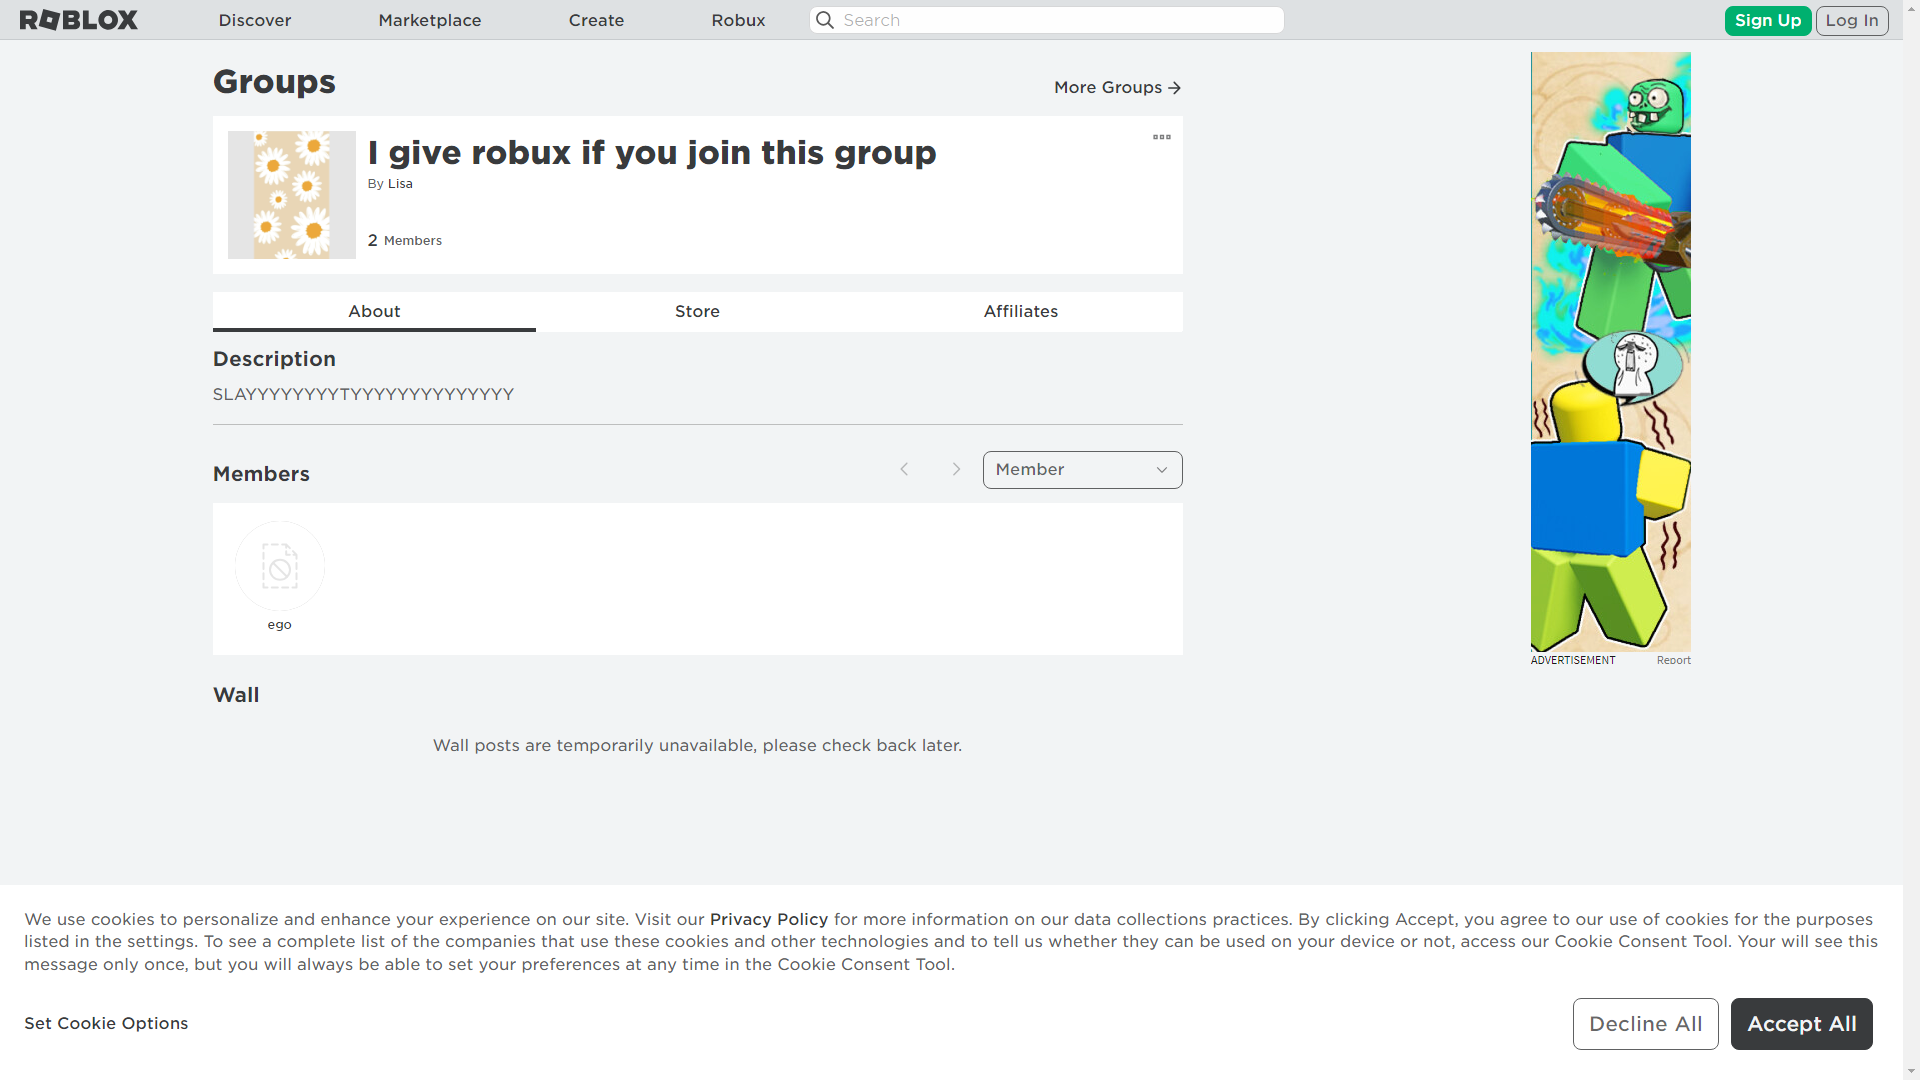 ROBLOX
Discover
Marketplace
Create
Robux
Search
Sign Up
Log In
Groups
More Groups
I give robux if you join this group
By Lisa
2 Members
About
Store
Affiliates
Description
SLAYYYYYYYYTYYYYYYYYYYYYYY
Members
Member
ego
Wall
Wall posts are temporarily unavailable, please check back later.
ADVERTISEMENT
Report
We use cookies to personalize and enhance your experience on our site. Visit our Privacy Policy for more information on our data collections practices. By clicking Accept, you agree to our use of cookies for the purposes
listed in the settings. To see a complete list of the companies that use these cookies and other technologies and to tell us whether they can be used on your device or not, access our Cookie Consent Tool. Your will see this
message only once, but you will always be able to set your preferences at any time in the Cookie Consent Tool.
Set Cookie Options
Decline All
Accept All